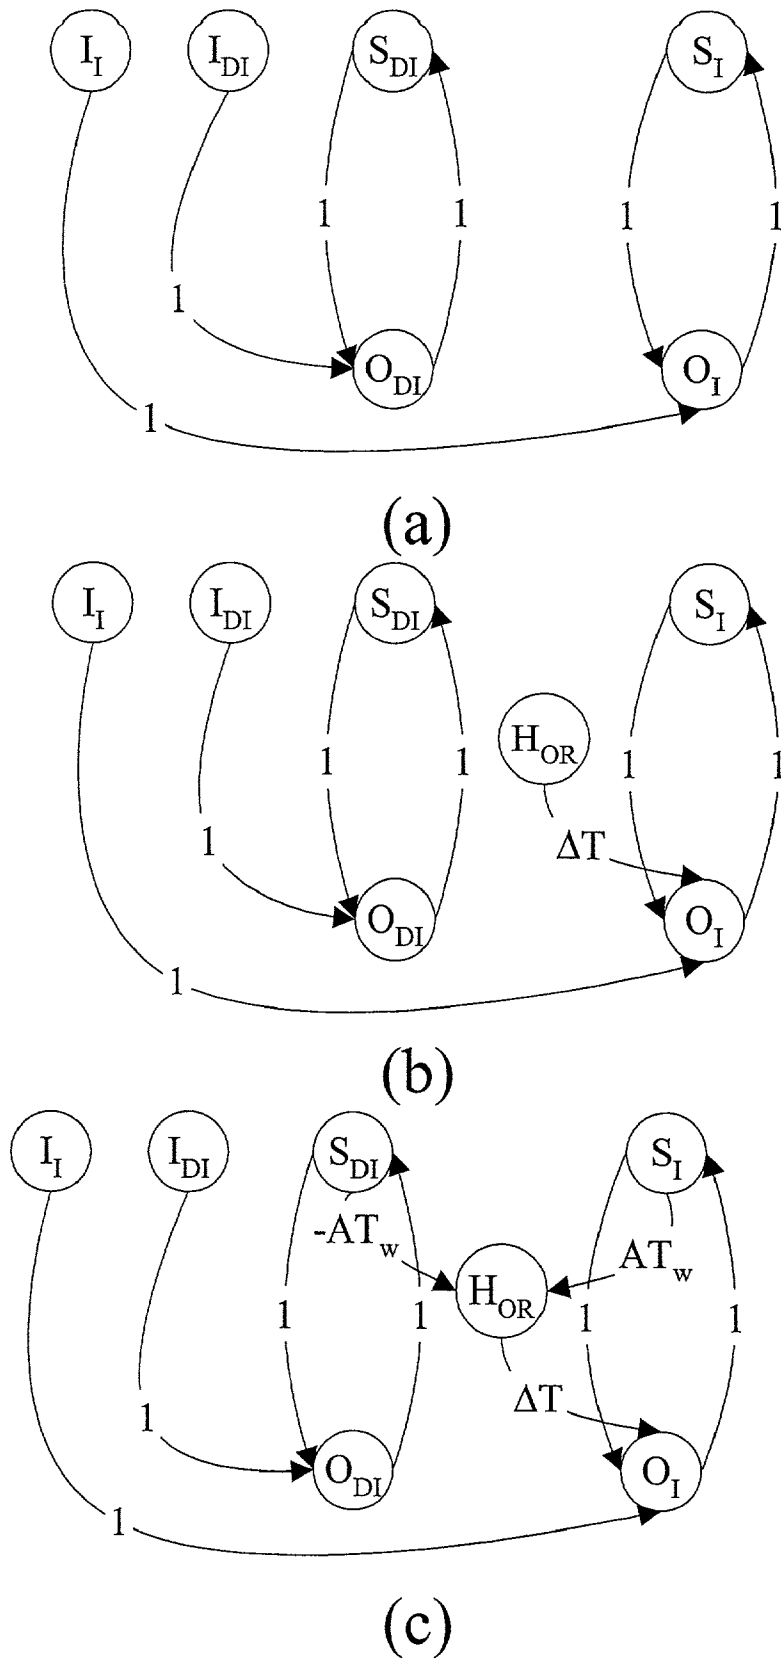 I_I I_DI S_DI S_I
1 1 1 1
1
O_DI O_I
1
(a)
I_I I_DI S_DI S_I
H_OR
1 1 1 1
1 ΔT
O_DI O_I
1
(b)
I_I I_DI S_DI S_I
-AT_w AT_w
H_OR
1 1 1 1
ΔT
1
O_DI O_I
1
(c)